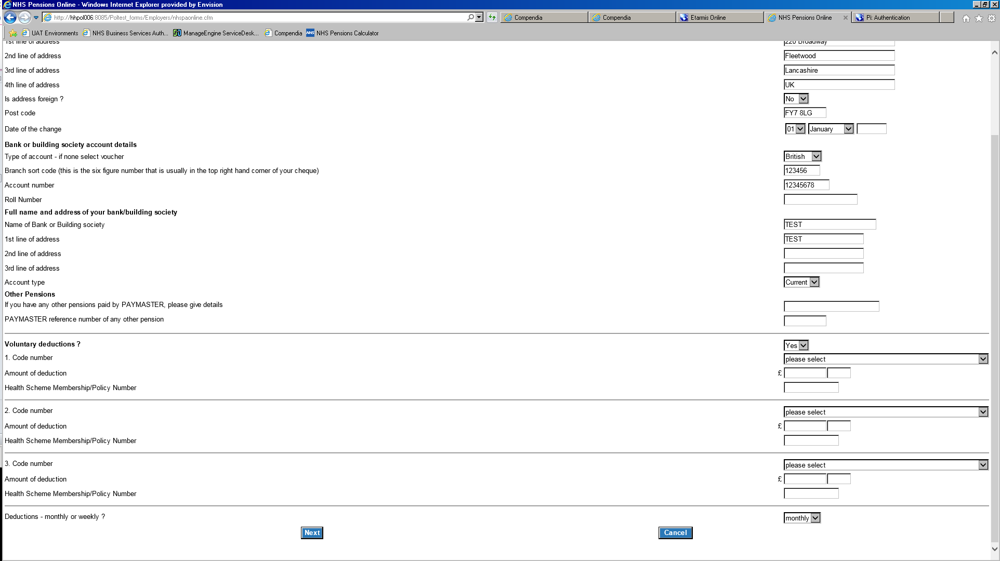 NHS Pensions Online - Windows Internet Explorer provided by Envision
http://hhpol006:8085/Poltest_forms/Employers/nhspaonline.cfm
Compendia
Compendia
Etarmis Online
NHS Pensions Online
Pi: Authentication
UAT Environments
NHS Business Services Auth...
ManageEngine ServiceDesk...
Compendia
NHS
NHS Pensions Calculator
1st line of address 220 Broadway
2nd line of address Fleetwood
3rd line of address Lancashire
4th line of address UK
Is address foreign ? No
Post code FY7 8LG
Date of the change 01 January
Bank or building society account details
Type of account - if none select voucher British
Branch sort code (this is the six figure number that is usually in the top right hand corner of your cheque) 123456
Account number 12345678
Roll Number
Full name and address of your bank/building society
Name of Bank or Building society TEST
1st line of address TEST
2nd line of address
3rd line of address
Account type Current
Other Pensions
If you have any other pensions paid by PAYMASTER, please give details
PAYMASTER reference number of any other pension
Voluntary deductions ? Yes
1. Code number please select
Amount of deduction £
Health Scheme Membership/Policy Number
2. Code number please select
Amount of deduction £
Health Scheme Membership/Policy Number
3. Code number please select
Amount of deduction £
Health Scheme Membership/Policy Number
Deductions - monthly or weekly ? monthly
Next Cancel